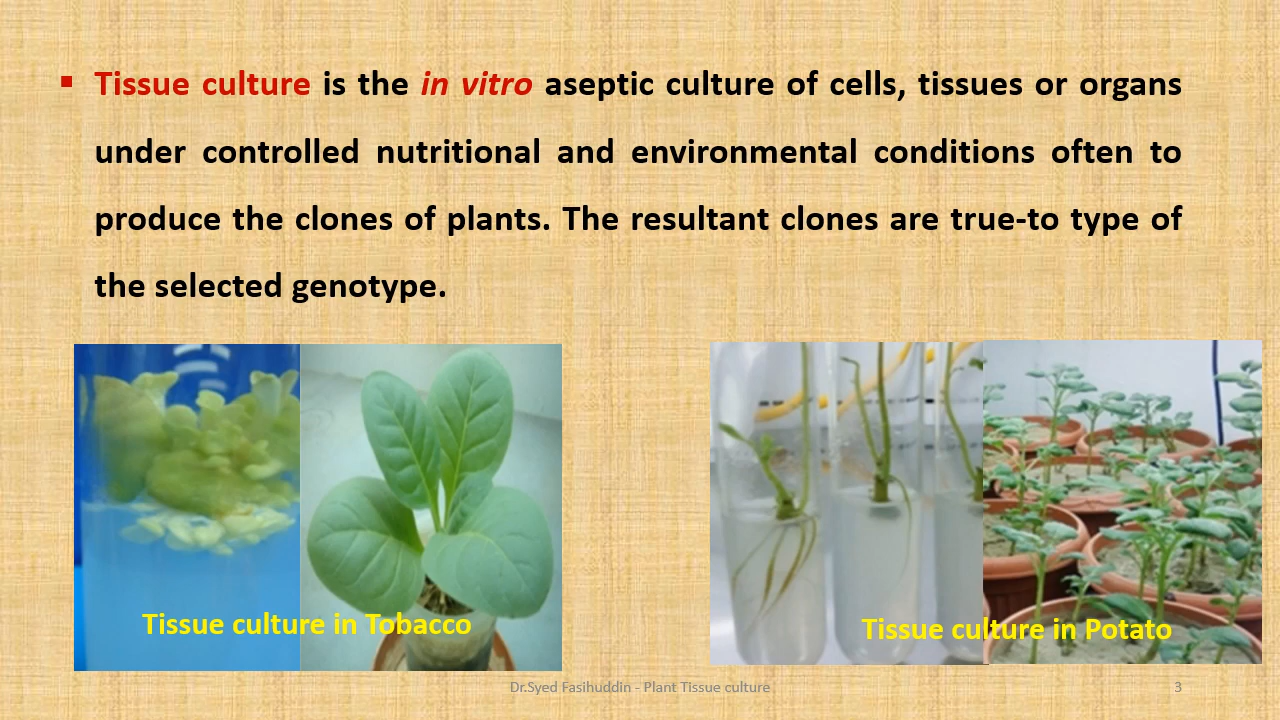 ▪ Tissue culture is the in vitro aseptic culture of cells, tissues or organs
under controlled nutritional and environmental conditions often to
produce the clones of plants. The resultant clones are true-to type of
the selected genotype.
Tissue culture in Tobacco
Tissue culture in Potato
Dr.Syed Fasihuddin - Plant Tissue culture
3